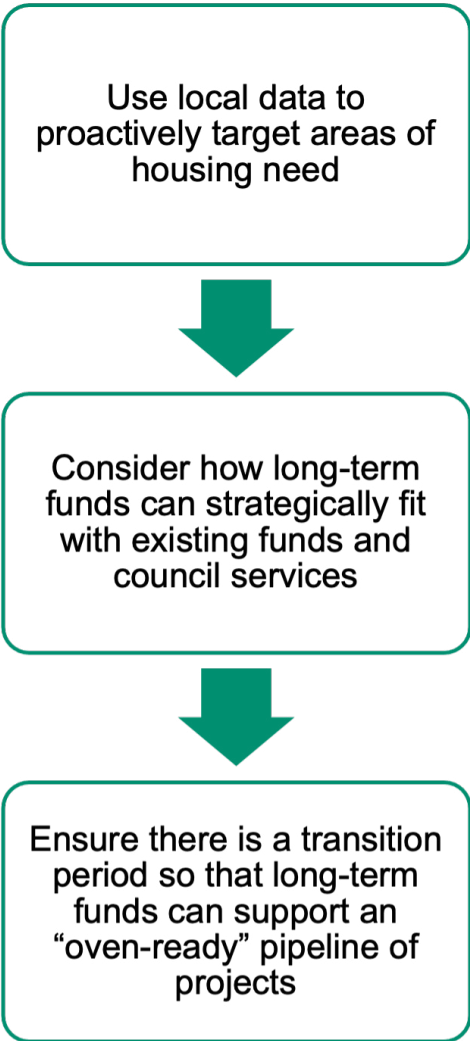 Use local data to
proactively target areas of
housing need
Consider how long-term
funds can strategically fit
with existing funds and
council services
Ensure there is a transition
period so that long-term
funds can support an
“oven-ready” pipeline of
projects